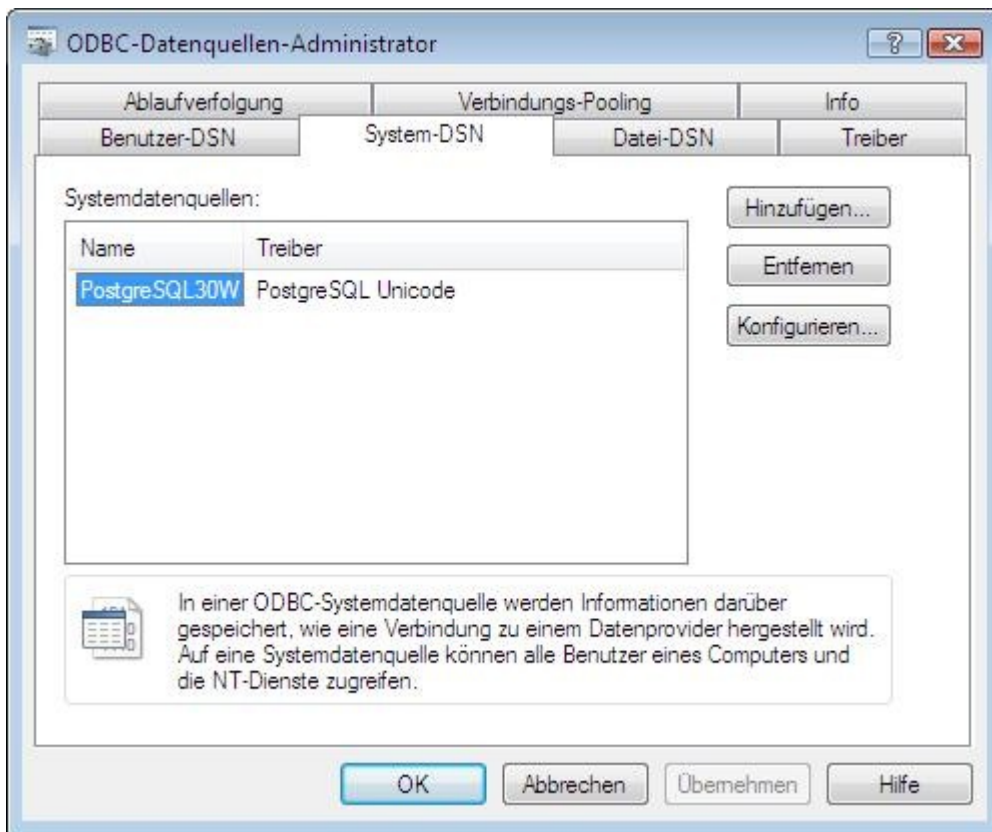 ODBC-Datenquellen-Administrator
Ablaufverfolgung Verbindungs-Pooling Info
Benutzer-DSN System-DSN Datei-DSN Treiber
Systemdatenquellen:
Hinzufügen...
Name Treiber
Entfernen
PostgreSQL30W PostgreSQL Unicode
Konfigurieren...
In einer ODBC-Systemdatenquelle werden Informationen darüber
gespeichert, wie eine Verbindung zu einem Datenprovider hergestellt wird.
Auf eine Systemdatenquelle können alle Benutzer eines Computers und
die NT-Dienste zugreifen.
OK Abbrechen Übernehmen Hilfe